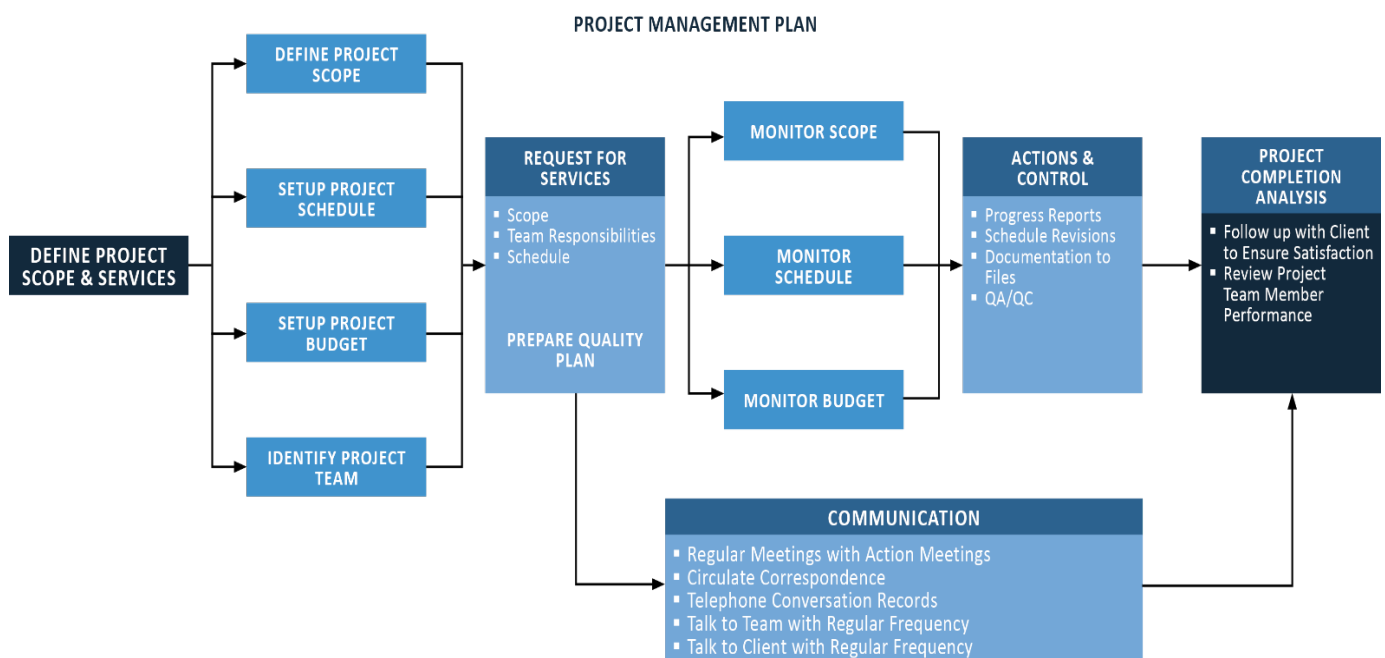 PROJECT MANAGEMENT PLAN
DEFINE PROJECT
SCOPE & SERVICES
DEFINE PROJECT
SCOPE
SETUP PROJECT
SCHEDULE
SETUP PROJECT
BUDGET
IDENTIFY PROJECT
TEAM
REQUEST FOR
SERVICES
▪ Scope
▪ Team Responsibilities
▪ Schedule
PREPARE QUALITY
PLAN
MONITOR SCOPE
MONITOR
SCHEDULE
MONITOR BUDGET
ACTIONS &
CONTROL
▪ Progress Reports
▪ Schedule Revisions
▪ Documentation to
Files
▪ QA/QC
PROJECT
COMPLETION
ANALYSIS
▪ Follow up with Client
to Ensure Satisfaction
▪ Review Project
Team Member
Performance
COMMUNICATION
▪ Regular Meetings with Action Meetings
▪ Circulate Correspondence
▪ Telephone Conversation Records
▪ Talk to Team with Regular Frequency
▪ Talk to Client with Regular Frequency